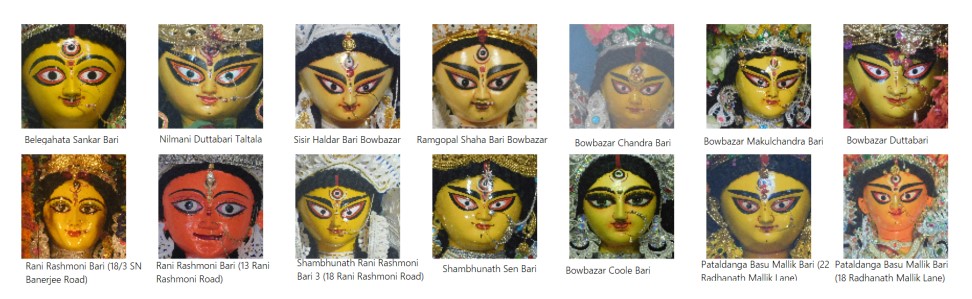 Beleqahata Sankar Bari
Nilmani Duttabari Taltala
Sisir Haldar Bari Bowbazar
Ramgopal Shaha Bari Bowbazar
Bowbazar Chandra Bari
Bowbazar Makulchandra Bari
Bowbazar Duttabari
Rani Rashmoni Bari (18/3 SN
Banerjee Road)
Rani Rashmoni Bari (13 Rani
Rashmoni Road)
Shambhunath Rani Rashmoni
Bari 3 (18 Rani Rashmoni Road)
Shambhunath Sen Bari
Bowbazar Coole Bari
Pataldanga Basu Mallik Bari (22
Radhanath Mallik Lane)
Pataldanga Basu Mallik Bari
(18 Radhanath Mallik Lane)